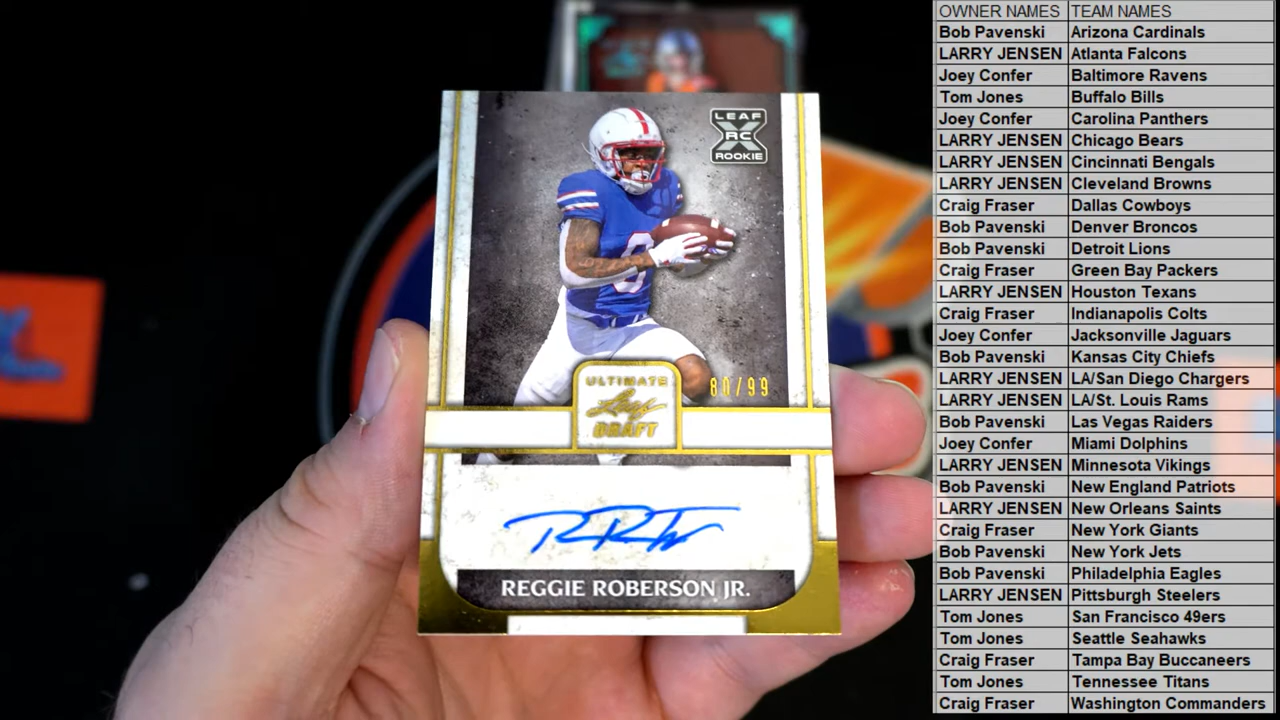 LEAF
RC
ROOKIE
80/99
ULTIMATE
Leaf
DRAFT
REGGIE ROBERSON JR.
OWNER NAMES TEAM NAMES
Bob Pavenski Arizona Cardinals
LARRY JENSEN Atlanta Falcons
Joey Confer Baltimore Ravens
Tom Jones Buffalo Bills
Joey Confer Carolina Panthers
LARRY JENSEN Chicago Bears
LARRY JENSEN Cincinnati Bengals
LARRY JENSEN Cleveland Browns
Craig Fraser Dallas Cowboys
Bob Pavenski Denver Broncos
Bob Pavenski Detroit Lions
Craig Fraser Green Bay Packers
LARRY JENSEN Houston Texans
Craig Fraser Indianapolis Colts
Joey Confer Jacksonville Jaguars
Bob Pavenski Kansas City Chiefs
LARRY JENSEN LA/San Diego Chargers
LARRY JENSEN LA/St. Louis Rams
Bob Pavenski Las Vegas Raiders
Joey Confer Miami Dolphins
LARRY JENSEN Minnesota Vikings
Bob Pavenski New England Patriots
LARRY JENSEN New Orleans Saints
Craig Fraser New York Giants
Bob Pavenski New York Jets
Bob Pavenski Philadelphia Eagles
LARRY JENSEN Pittsburgh Steelers
Tom Jones San Francisco 49ers
Tom Jones Seattle Seahawks
Craig Fraser Tampa Bay Buccaneers
Tom Jones Tennessee Titans
Craig Fraser Washington Commanders